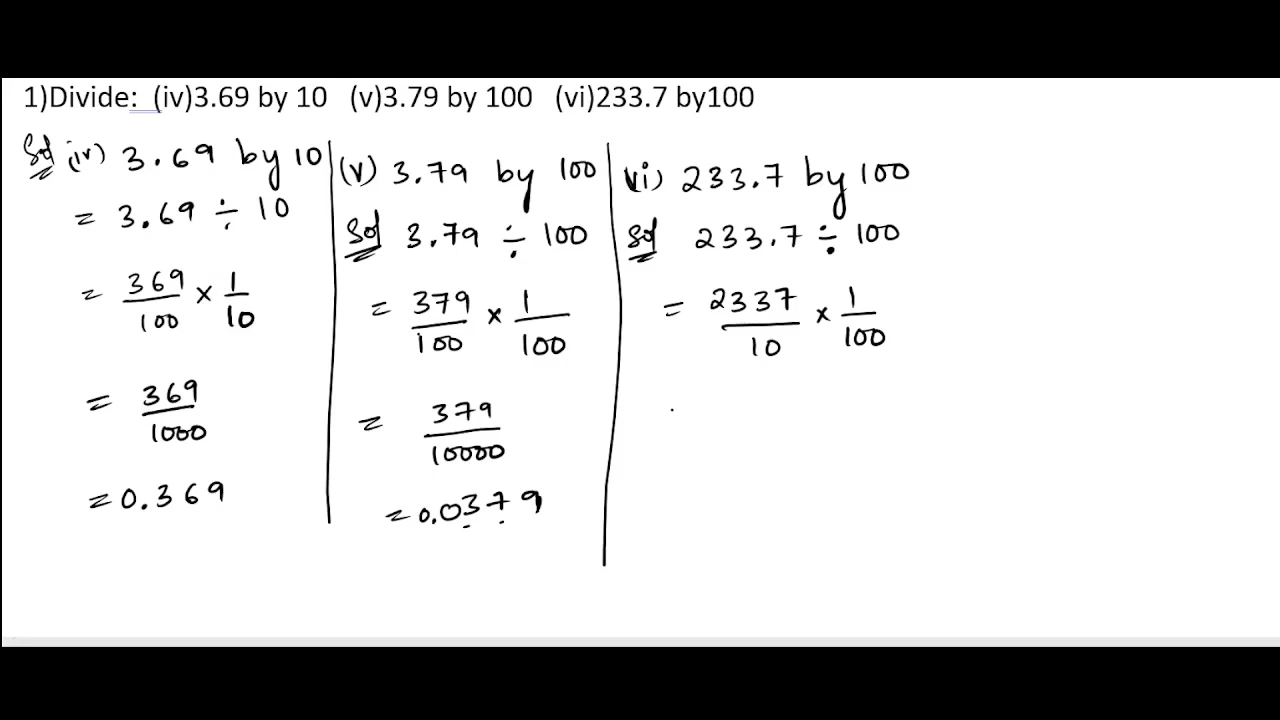 1)Divide: (iv)3.69 by 10 (v)3.79 by 100 (vi)233.7 by100
Sol (iv) 3.69 by 10
= 3.69 ÷ 10
= 369/100 × 1/10
= 369/1000
= 0.369
(v) 3.79 by 100
Sol 3.79 ÷ 100
= 379/100 × 1/100
= 379/10000
= 0.0379
vi) 233.7 by 100
Sol 233.7 ÷ 100
= 2337/10 × 1/100